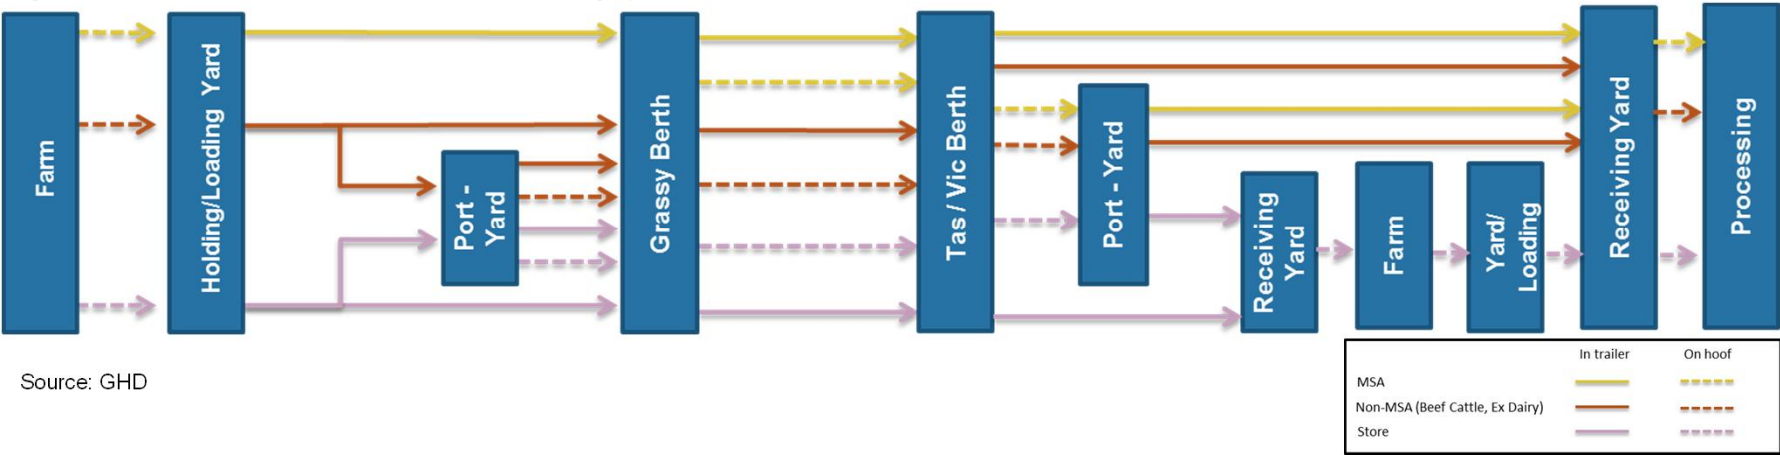 Farm
Holding/Loading Yard
Port -
Yard
Grassy Berth
Tas / Vic Berth
Port - Yard
Receiving
Yard
Farm
Yard/
Loading
Receiving Yard
Processing
Source: GHD
In trailer
On hoof
MSA
Non-MSA (Beef Cattle, Ex Dairy)
Store